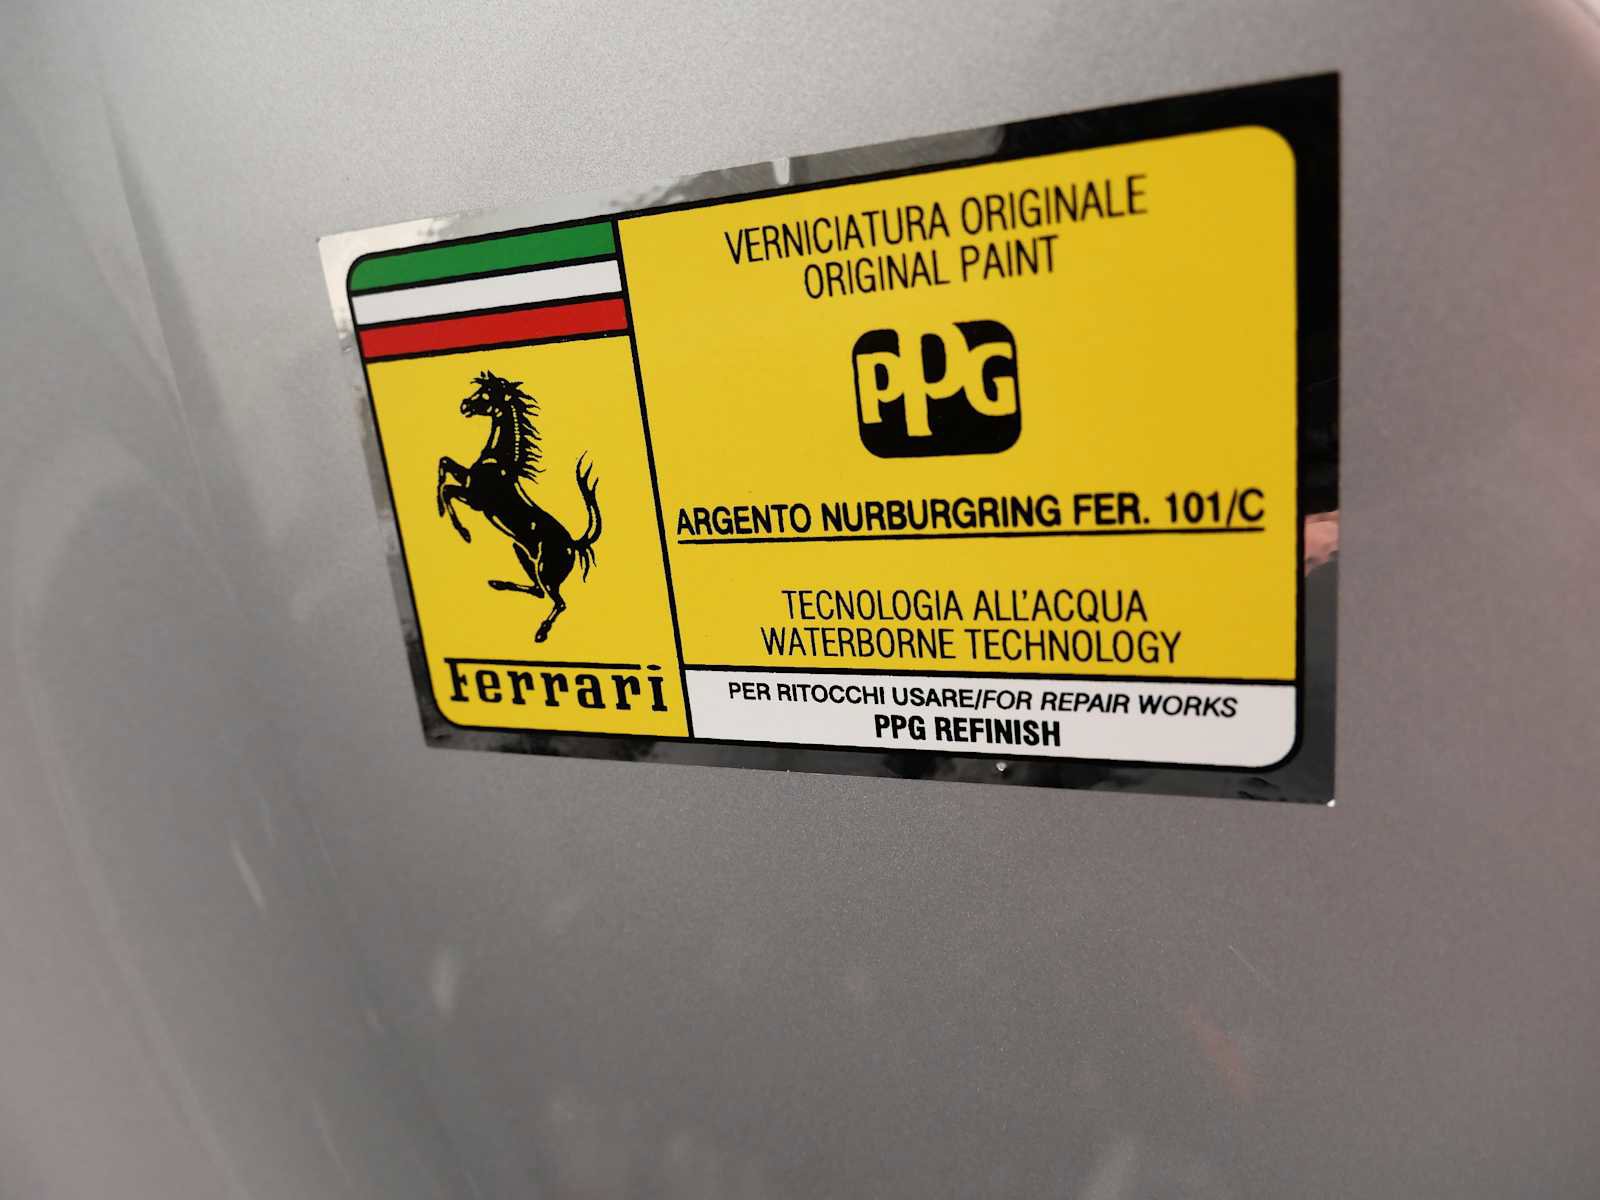 VERNICIATURA ORIGINALE
ORIGINAL PAINT
PPG
ARGENTO NURBURGRING FER. 101/C
TECNOLOGIA ALL'ACQUA
WATERBORNE TECHNOLOGY
Ferrari
PER RITOCCHI USARE/FOR REPAIR WORKS
PPG REFINISH